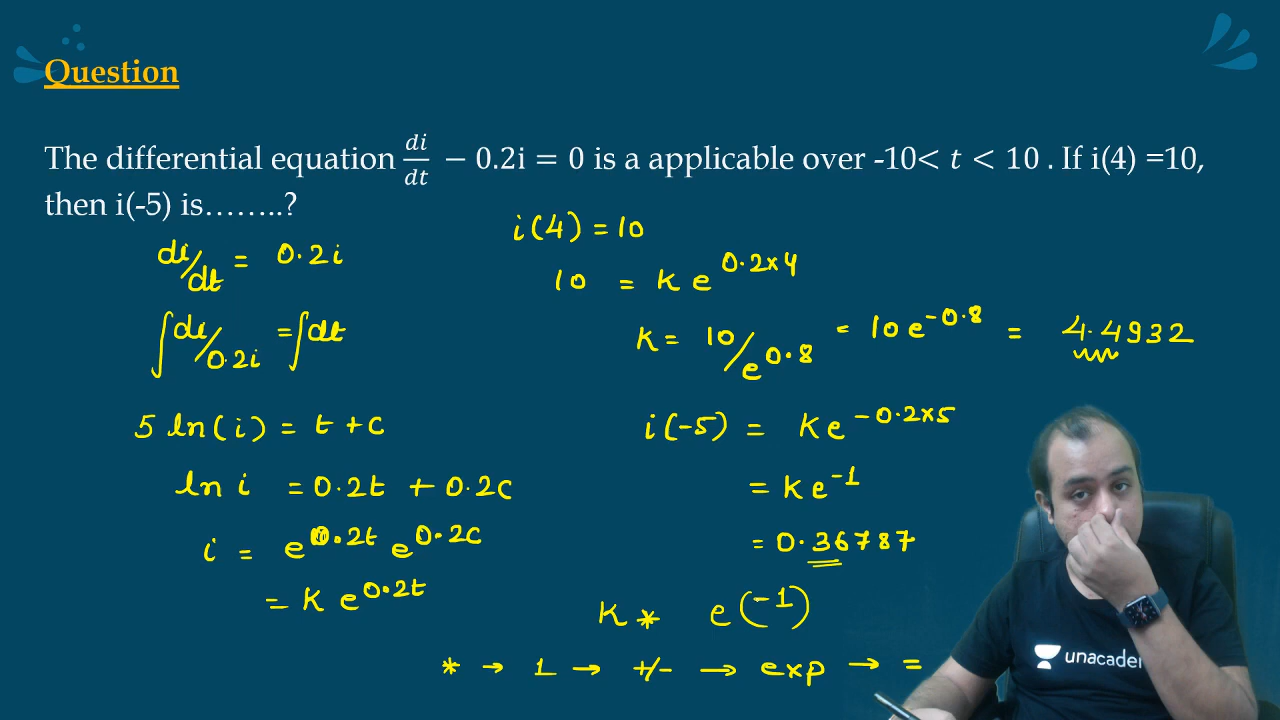 Question
The differential equation di/dt − 0.2i = 0 is a applicable over -10< t < 10 . If i(4) =10,
then i(-5) is……..?
di/dt = 0.2i
∫ di/0.2i = ∫ dt
5 ln(i) = t + c
ln i = 0.2t + 0.2c
i = e^0.2t e^0.2c
= K e^0.2t
i(4) = 10
10 = K e^0.2×4
K = 10/e^0.8 = 10 e^-0.8 = 4.4932
i(-5) = K e^-0.2×5
= K e^-1
= 0.36787
K * e^(-1)
* → 1 → +/- → exp → =
unacade